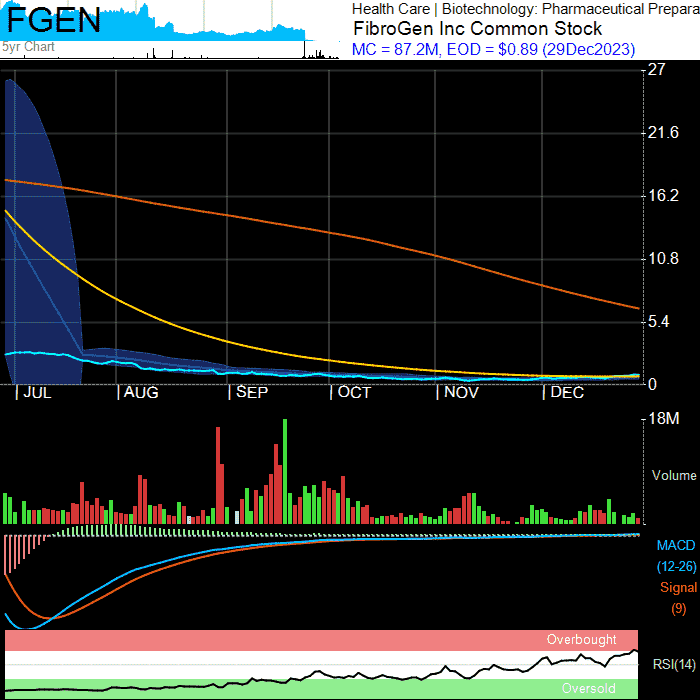 FGEN
5yr Chart
Health Care | Biotechnology: Pharmaceutical Prepara
FibroGen Inc Common Stock
MC = 87.2M, EOD = $0.89 (29Dec2023)
27
21.6
16.2
10.8
5.4
0
JUL AUG SEP OCT NOV DEC
18M
Volume
MACD
(12-26)
Signal
(9)
Overbought
RSI(14)
Oversold